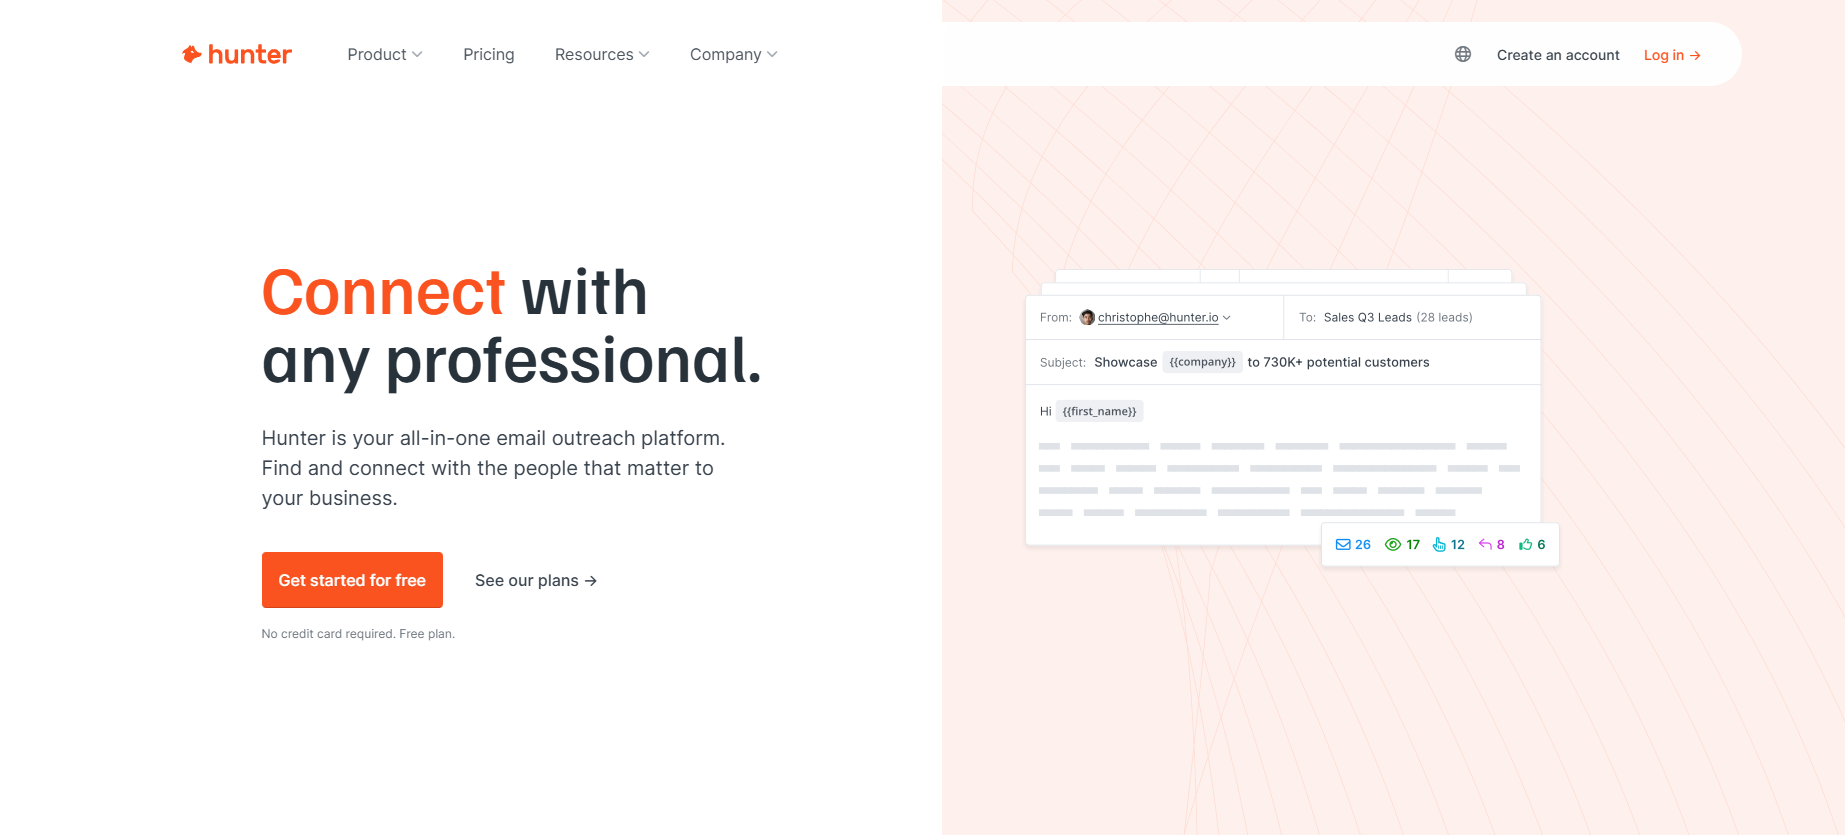 hunter Product Pricing Resources Company Create an account Log in →
Connect with
any professional.
Hunter is your all-in-one email outreach platform.
Find and connect with the people that matter to
your business.
Get started for free See our plans →
No credit card required. Free plan.
From: christophe@hunter.io To: Sales Q3 Leads (28 leads)
Subject: Showcase {{company}} to 730K+ potential customers
Hi {{first_name}}
26 17 12 8 6